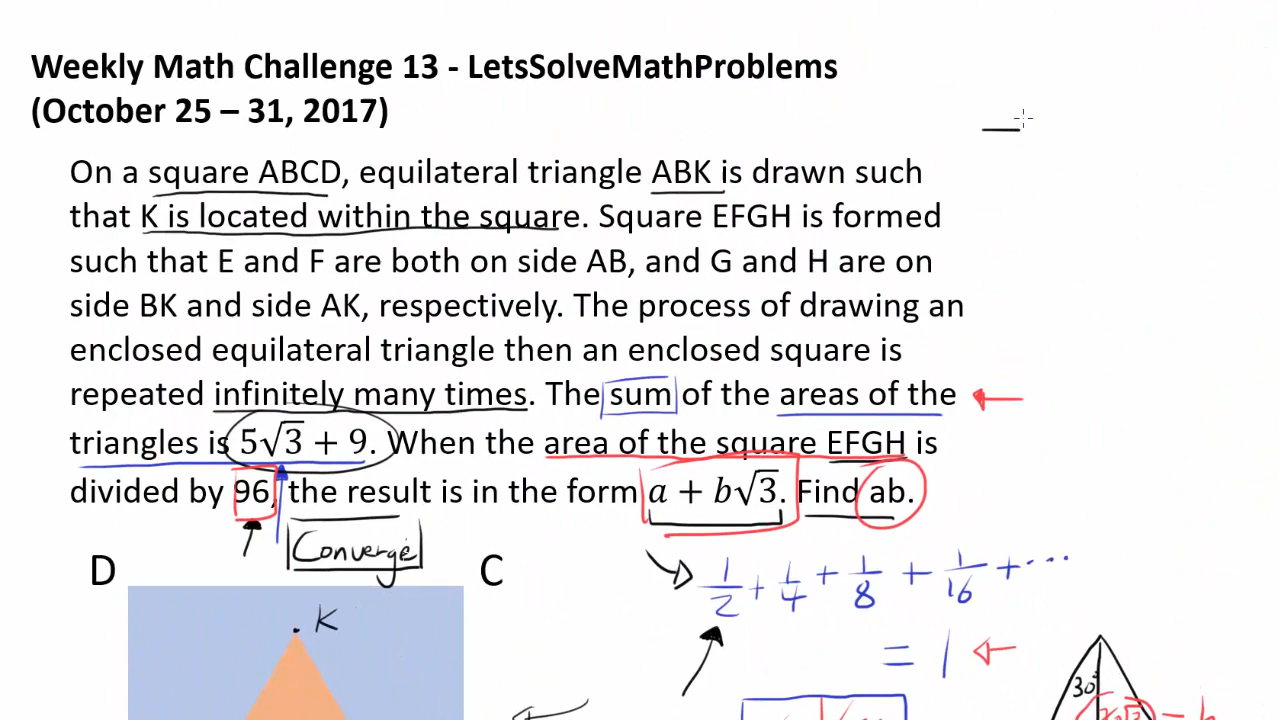 Weekly Math Challenge 13 - LetsSolveMathProblems
(October 25 – 31, 2017)
On a square ABCD, equilateral triangle ABK is drawn such
that K is located within the square. Square EFGH is formed
such that E and F are both on side AB, and G and H are on
side BK and side AK, respectively. The process of drawing an
enclosed equilateral triangle then an enclosed square is
repeated infinitely many times. The sum of the areas of the
triangles is 5√3 + 9. When the area of the square EFGH is
divided by 96, the result is in the form a + b√3. Find ab.
Converge
D C
1/2 + 1/4 + 1/8 + 1/16 + ...
K
= 1
30°